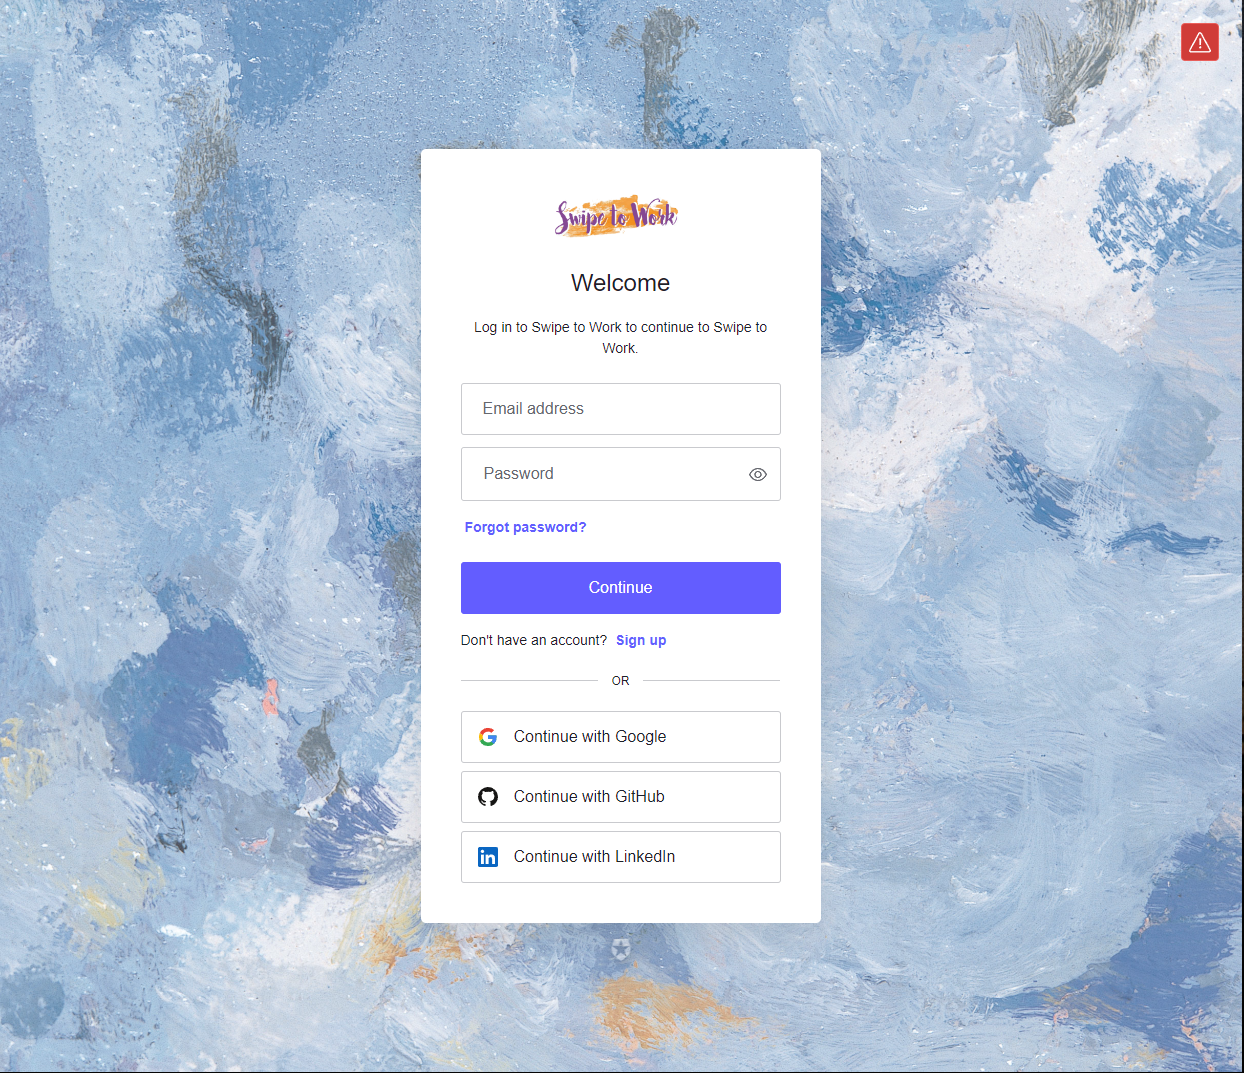 Swipe to Work
Welcome
Log in to Swipe to Work to continue to Swipe to
Work.
Email address
Password
Forgot password?
Continue
Don't have an account? Sign up
OR
Continue with Google
Continue with GitHub
Continue with LinkedIn